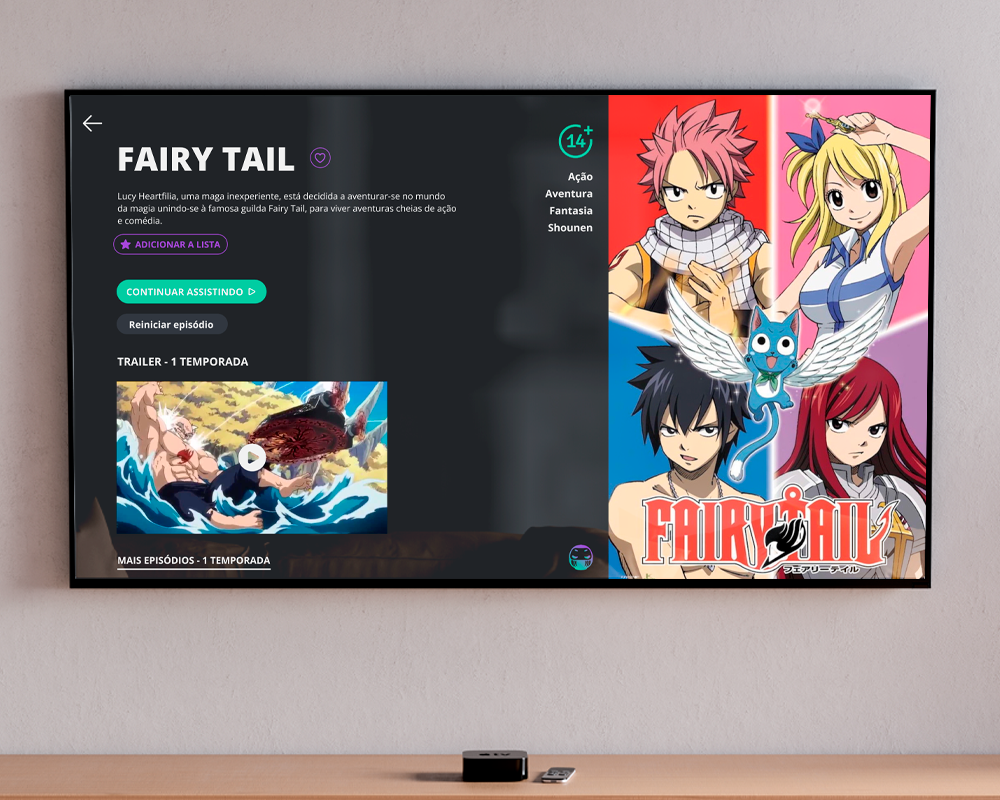 FAIRY TAIL
Lucy Heartfilia, uma maga inexperiente, está decidida a aventurar-se no mundo
da magia unindo-se à famosa guilda Fairy Tail, para viver aventuras cheias de ação
e comédia.
ADICIONAR A LISTA
CONTINUAR ASSISTINDO
Reiniciar episódio
TRAILER - 1 TEMPORADA
MAIS EPISÓDIOS - 1 TEMPORADA
14+
Ação
Aventura
Fantasia
Shounen
FAIRY TAIL
フェアリーテイル
tv